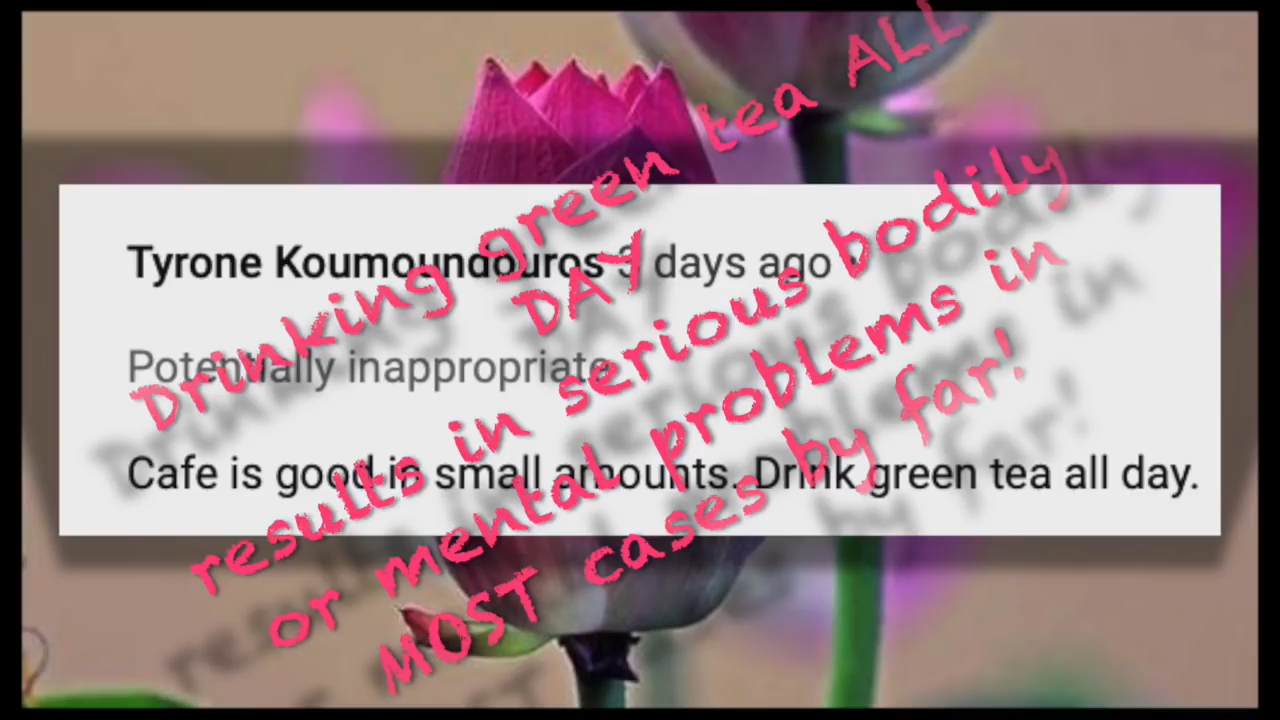 Tyrone Koumoundouros 3 days ago
Potentially inappropriate
Cafe is good in small amounts. Drink green tea all day.
Drinking green tea ALL
DAY
results in serious bodily
or mental problems in
MOST cases by far!